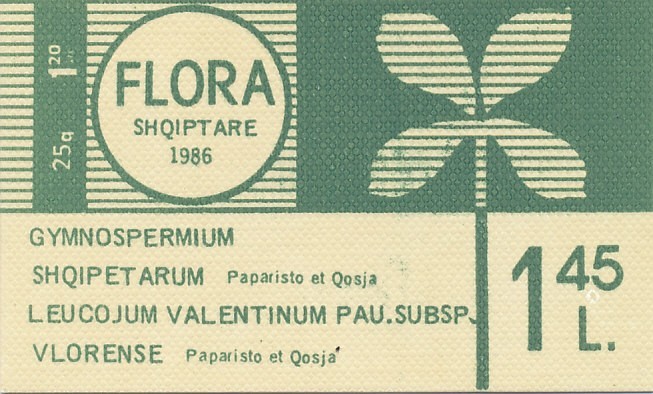 FLORA
SHQIPTARE
1986
25q 1.20 Lek
GYMNOSPERMIUM
SHQIPETARUM Paparisto et Qosja
LEUCOJUM VALENTINUM PAU.SUBSP.
VLORENSE Paparisto et Qosja
1 45 L.